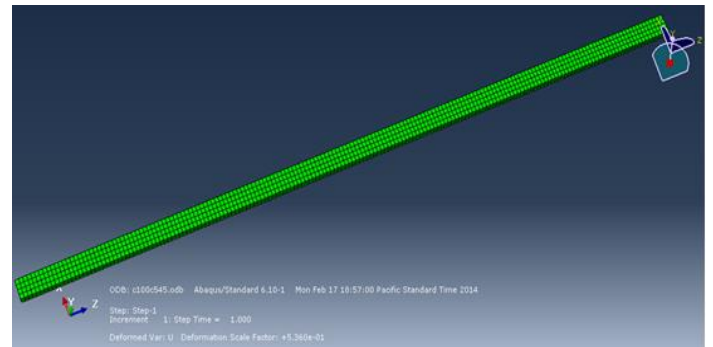 Y
Z
X
Y
Z
ODB: c100c545.odb Abaqus/Standard 6.10-1 Mon Feb 17 18:57:00 Pacific Standard Time 2014
Step: Step-1
Increment 1: Step Time = 1.000
Deformed Var: U Deformation Scale Factor: +5.360e-01